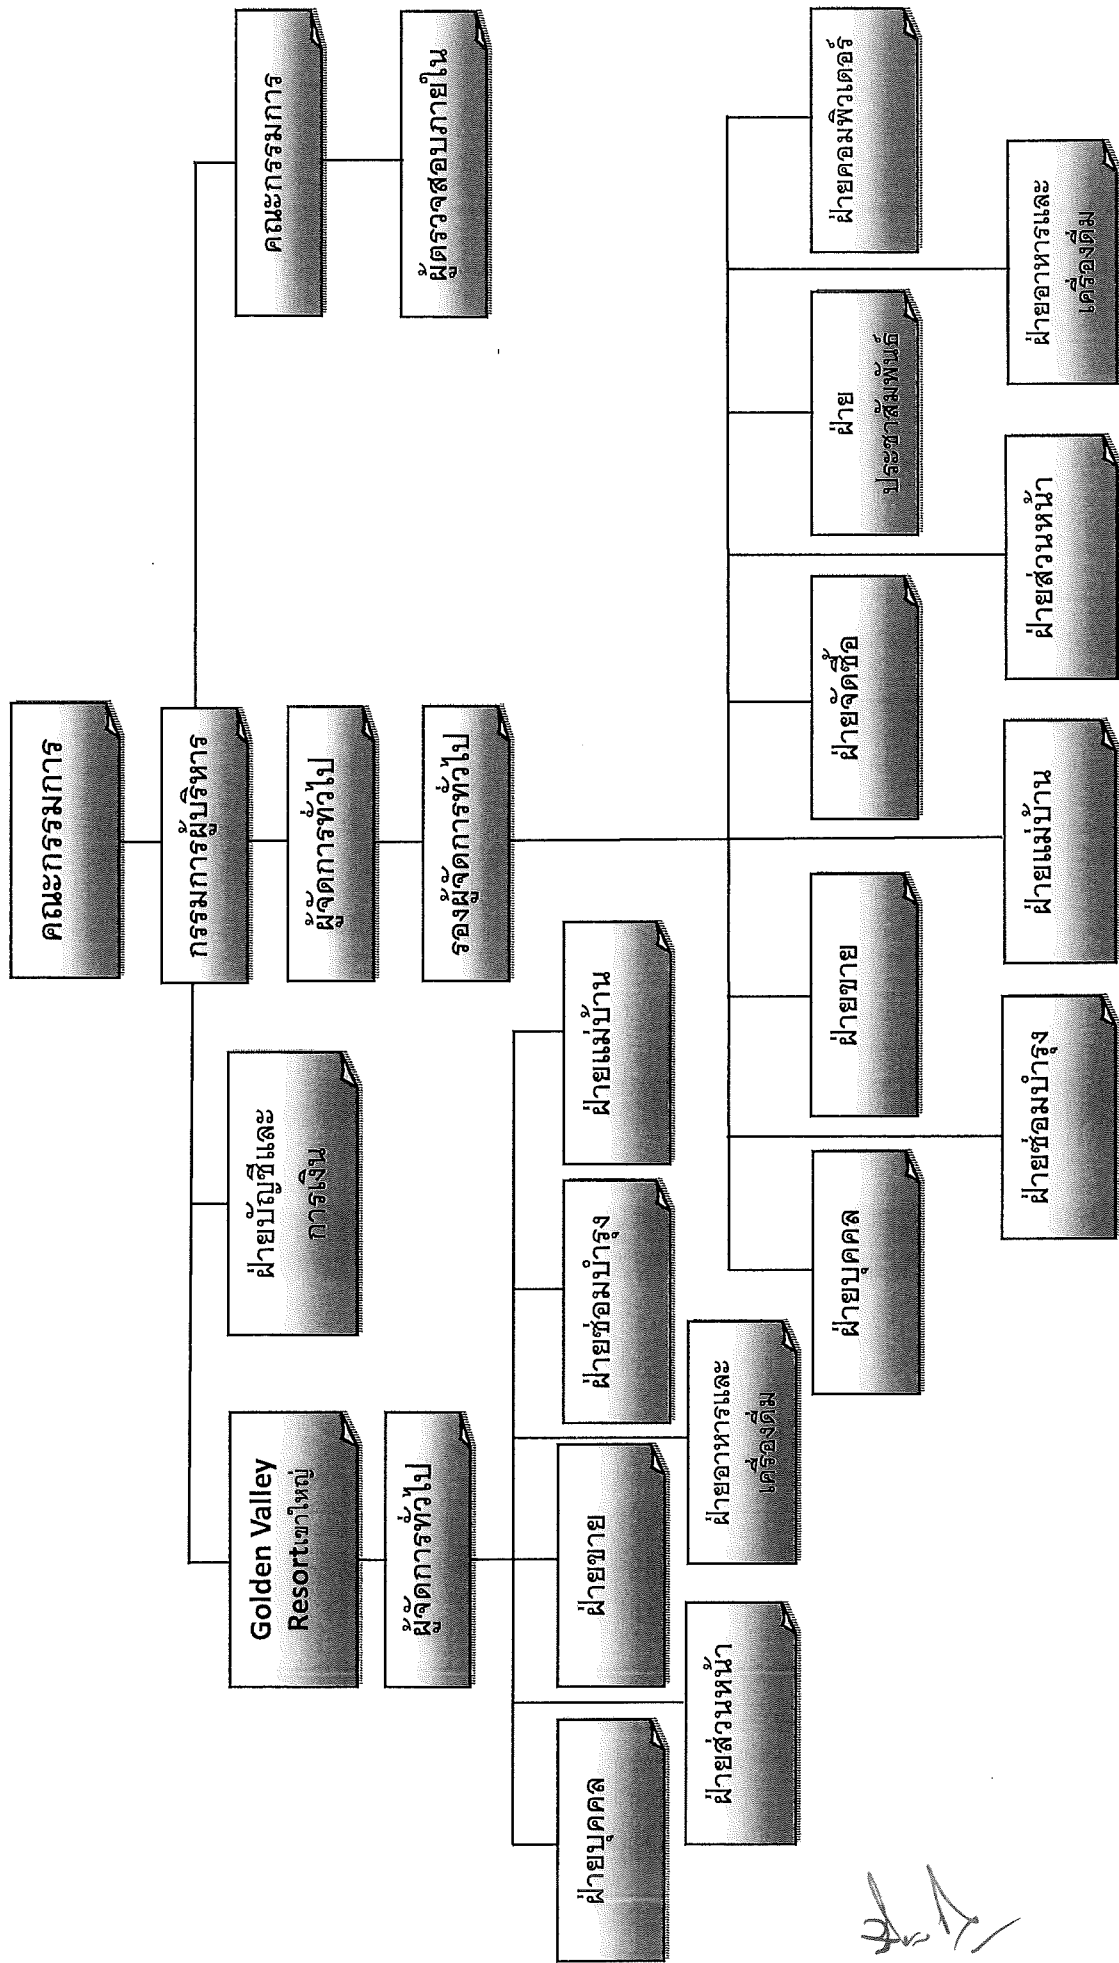 คณะกรรมการ
กรรมการผู้บริหาร
ผู้จัดการทั่วไป
รองผู้จัดการทั่วไป
คณะกรรมการ
ผู้ตรวจสอบภายใน
ฝ่ายบัญชีและ
การเงิน
Golden Valley
Resortเขาใหญ่
ผู้จัดการทั่วไป
ฝ่ายบุคคล
ฝ่ายขาย
ฝ่ายซ่อมบำรุง
ฝ่ายแม่บ้าน
ฝ่ายส่วนหน้า
ฝ่ายอาหารและ
เครื่องดื่ม
ฝ่ายบุคคล
ฝ่ายขาย
ฝ่ายจัดซื้อ
ฝ่าย
ประชาสัมพันธ์
ฝ่ายคอมพิวเตอร์
ฝ่ายซ่อมบำรุง
ฝ่ายแม่บ้าน
ฝ่ายส่วนหน้า
ฝ่ายอาหารและ
เครื่องดื่ม